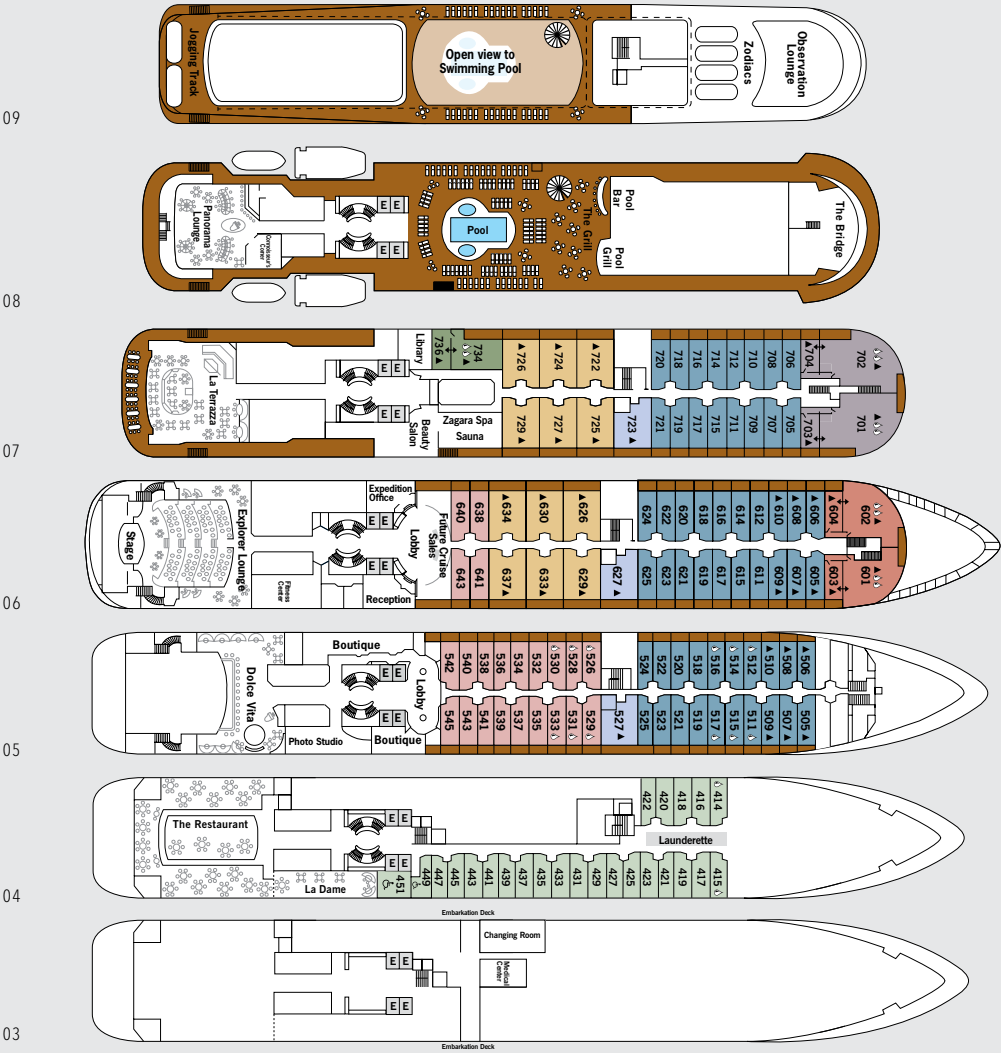 Jogging Track
Open view to
Swimming Pool
Zodiacs
Observation
Lounge
09
Panorama
Lounge
Connoisseur's
Corner
E E
E E
Pool
The Grill
Pool
Bar
Pool
Grill
The Bridge
08
La Terrazza
E E
E E
Library
Beauty
Salon
736
734
Zagara Spa
Sauna
726
724
722
720
718
716
714
712
710
708
706
704
702
729
727
725
723
721
719
717
715
711
709
707
705
703
701
07
Stage
Explorer Lounge
Fitness
Center
Expedition
Office
E E
E E
Lobby
Reception
Future Cruise
Sales
640
638
634
630
626
624
622
620
618
616
614
612
610
608
606
604
602
643
641
637
633
629
627
625
623
621
619
617
615
611
609
607
605
603
601
06
Dolce Vita
Boutique
E E
E E
Photo Studio
Boutique
Lobby
542
540
538
536
534
532
530
528
526
524
522
520
518
516
514
512
510
508
506
545
543
541
539
537
535
533
531
529
527
525
523
521
519
517
515
511
509
507
505
05
The Restaurant
La Dame
E E
E E
422
420
418
416
414
Launderette
451
449
447
445
443
441
439
437
435
433
431
429
427
425
423
421
419
417
415
04
Embarkation Deck
Changing Room
Medical
Center
E E
E E
03
Embarkation Deck